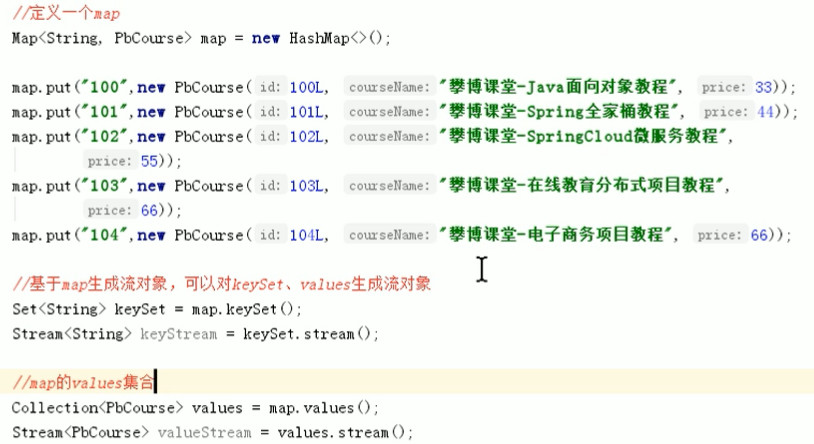 //定义一个map
Map<String, PbCourse> map = new HashMap<>();
map.put("100",new PbCourse( id: 100L, courseName: "攀博课堂-Java面向对象教程", price: 33));
map.put("101",new PbCourse( id: 101L, courseName: "攀博课堂-Spring全家桶教程", price: 44));
map.put("102",new PbCourse( id: 102L, courseName: "攀博课堂-SpringCloud微服务教程",
price: 55));
map.put("103",new PbCourse( id: 103L, courseName: "攀博课堂-在线教育分布式项目教程",
price: 66));
map.put("104",new PbCourse( id: 104L, courseName: "攀博课堂-电子商务项目教程", price: 66));
//基于map生成流对象，可以对keySet、values生成流对象
Set<String> keySet = map.keySet();
Stream<String> keyStream = keySet.stream();
//map的values集合
Collection<PbCourse> values = map.values();
Stream<PbCourse> valueStream = values.stream();